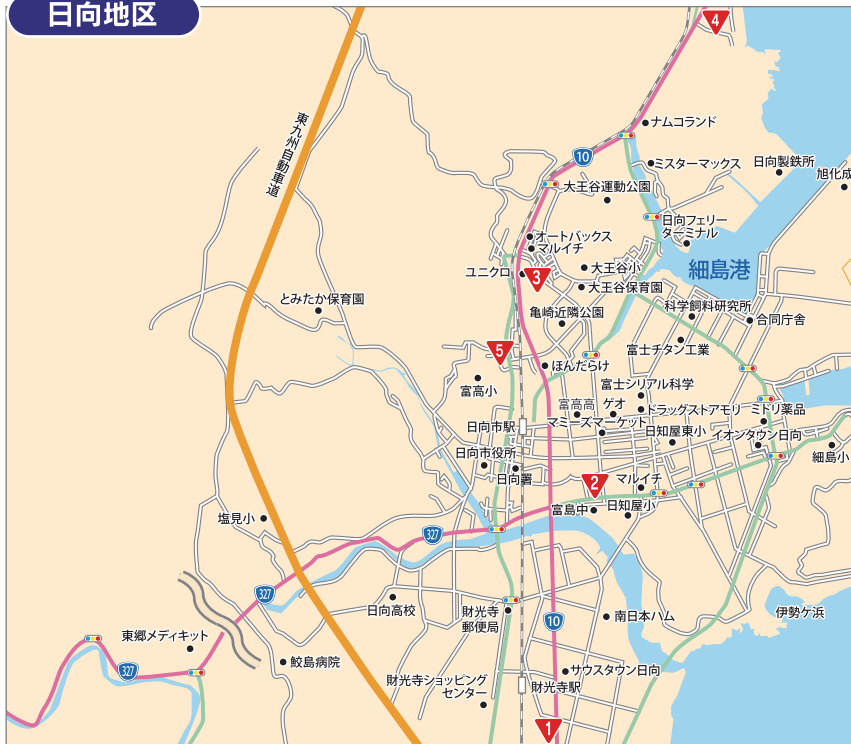 日向地区
4
東九州自動車道
ナムコランド
10
ミスターマックス
日向製鉄所
旭化成
大王谷運動公園
日向フェリー
ターミナル
オートバックス
マルイチ
細島港
ユニクロ
3
大王谷小
大王谷保育園
とみたか保育園
科学飼料研究所
亀崎近隣公園
合同庁舎
5
富士チタン工業
ほんだらけ
富高小
富士シリアル科学
富高高
ゲオ
ドラッグストアモリ
ミドリ薬品
日向市駅
マミーズマーケット
日知屋東小
イオンタウン日向
日向市役所
細島小
日向署
2
マルイチ
富島中
日知屋小
塩見小
327
327
日向高校
財光寺
郵便局
10
南日本ハム
伊勢ケ浜
東郷メディキット
327
鮫島病院
サウスタウン日向
財光寺ショッピング
センター
財光寺駅
1